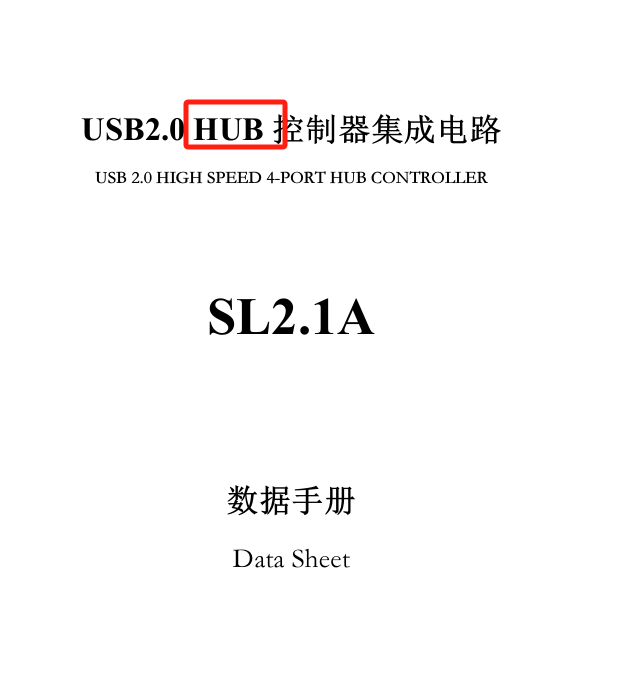 USB2.0 HUB 控制器集成电路
USB 2.0 HIGH SPEED 4-PORT HUB CONTROLLER
SL2.1A
数据手册
Data Sheet